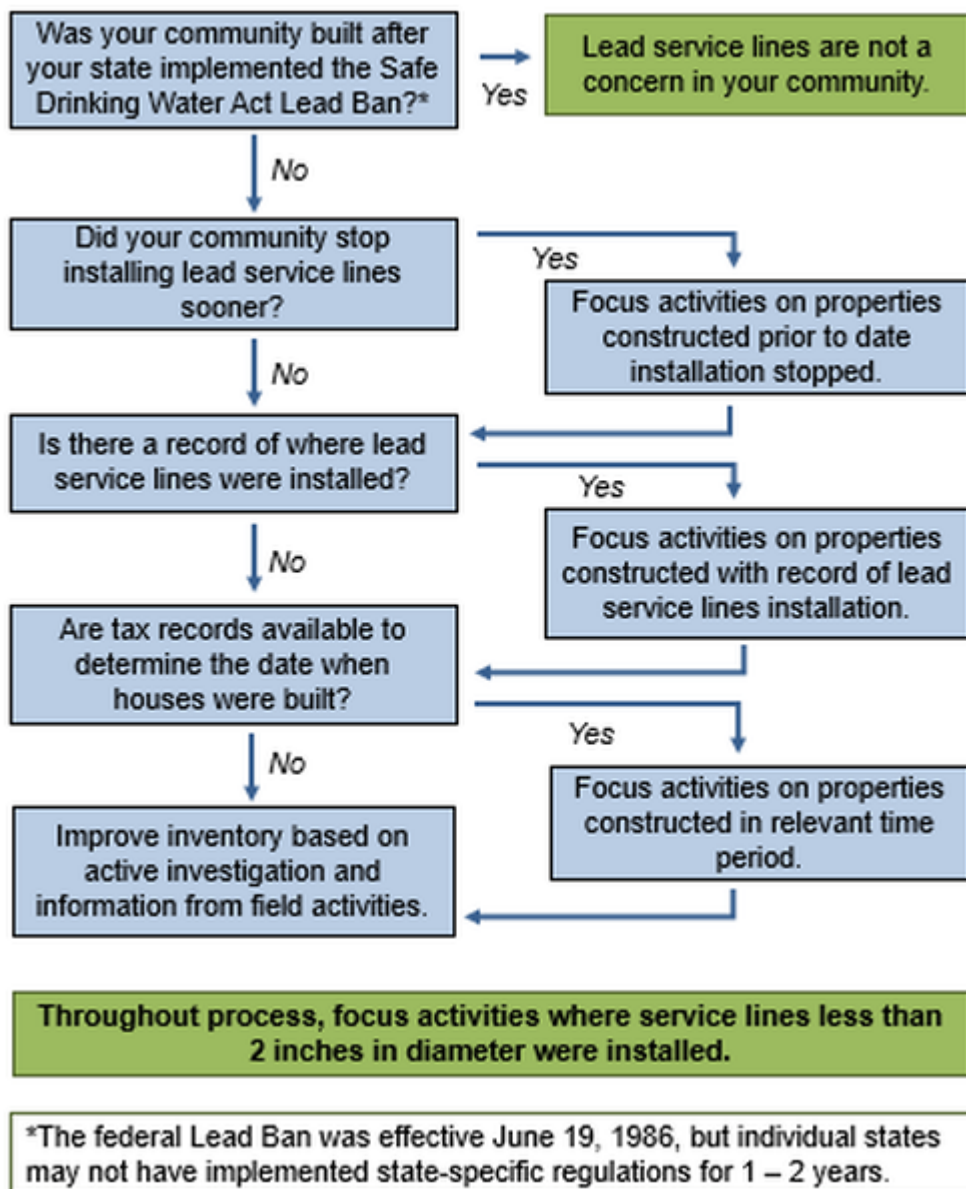 Was your community built after
your state implemented the Safe
Drinking Water Act Lead Ban?*
Yes
Lead service lines are not a
concern in your community.
No
Did your community stop
installing lead service lines
sooner?
Yes
Focus activities on properties
constructed prior to date
installation stopped.
No
Is there a record of where lead
service lines were installed?
Yes
Focus activities on properties
constructed with record of lead
service lines installation.
No
Are tax records available to
determine the date when
houses were built?
Yes
Focus activities on properties
constructed in relevant time
period.
No
Improve inventory based on
active investigation and
information from field activities.
Throughout process, focus activities where service lines less than
2 inches in diameter were installed.
*The federal Lead Ban was effective June 19, 1986, but individual states
may not have implemented state-specific regulations for 1 – 2 years.